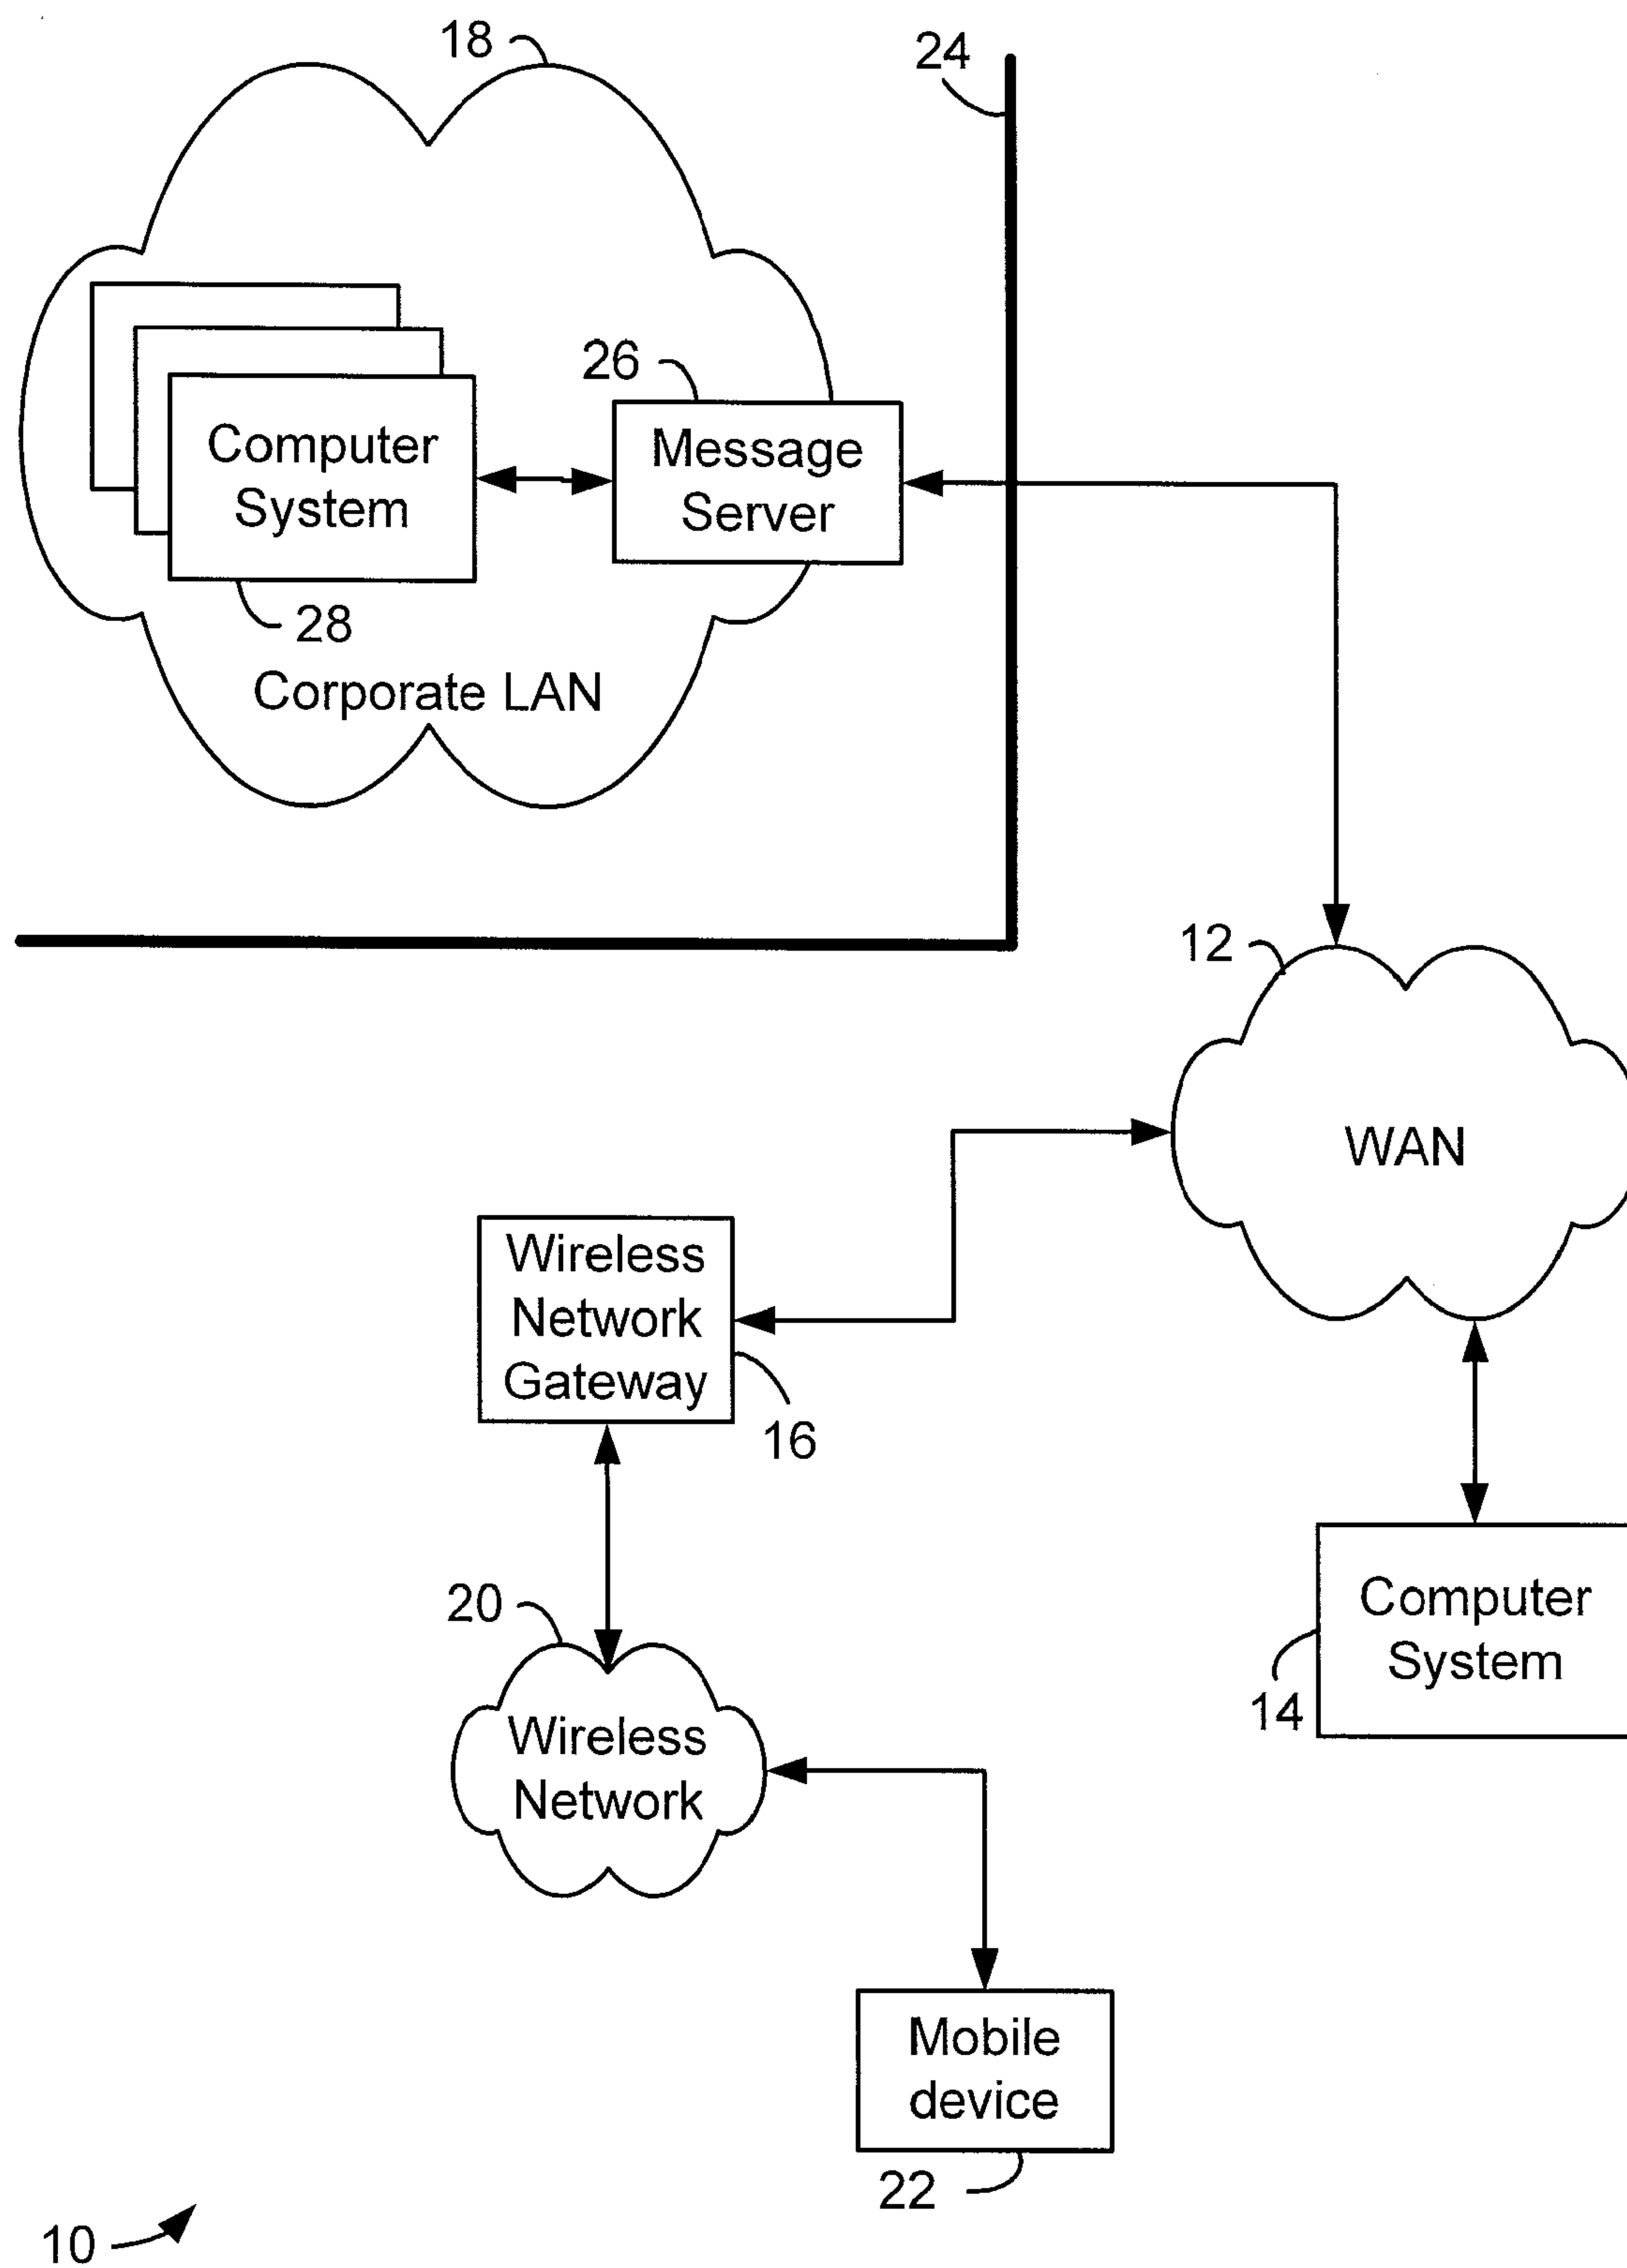 18
24
26
Computer
System
Message
Server
28
Corporate LAN
12
WAN
Wireless
Network
Gateway
16
20
Computer
System
14
Wireless
Network
Mobile
device
22
10